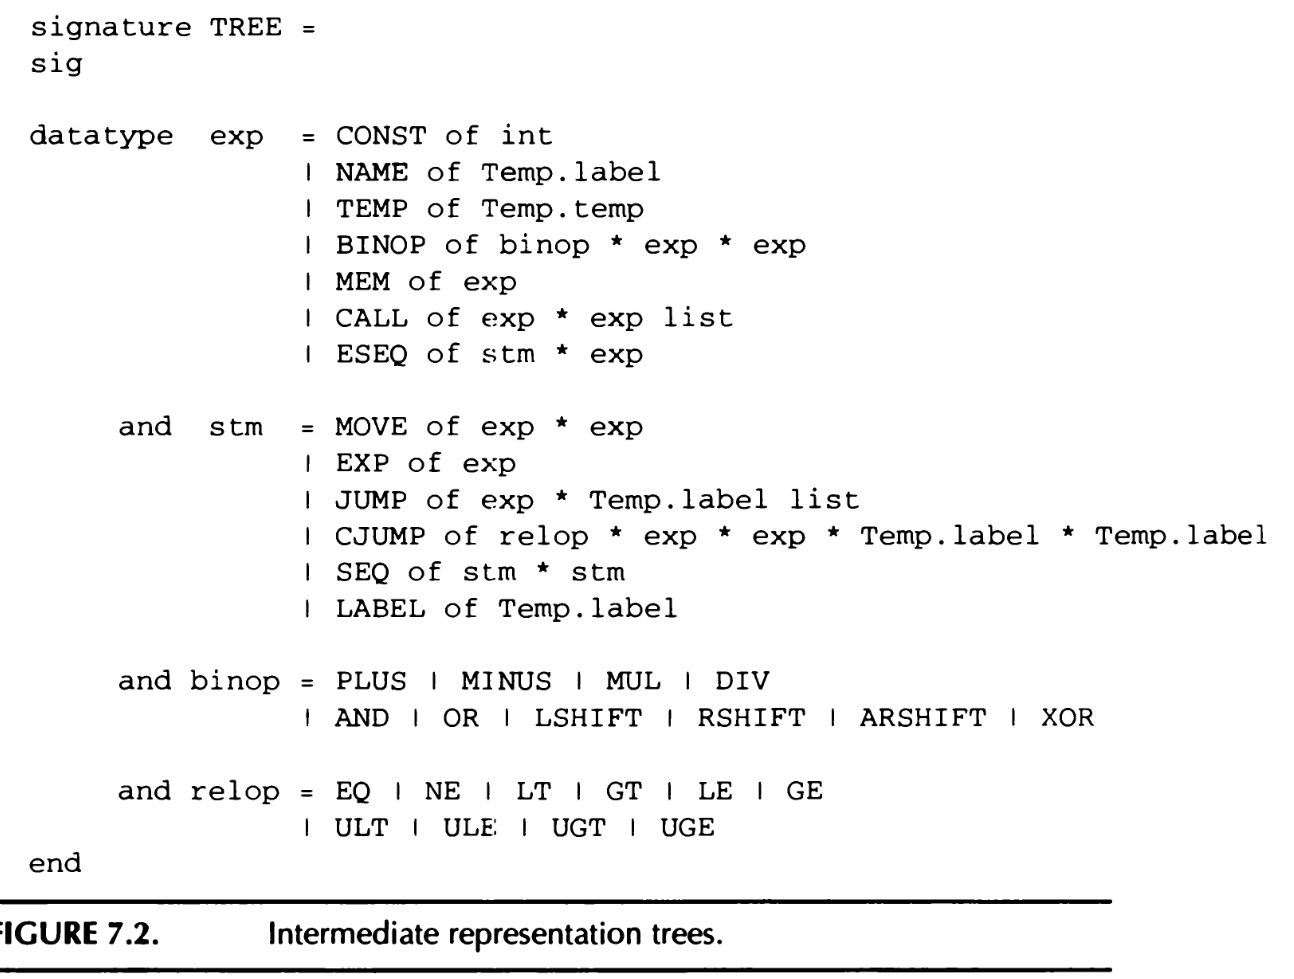 signature TREE =
sig
datatype exp = CONST of int
| NAME of Temp.label
| TEMP of Temp.temp
| BINOP of binop * exp * exp
| MEM of exp
| CALL of exp * exp list
| ESEQ of stm * exp
and stm = MOVE of exp * exp
| EXP of exp
| JUMP of exp * Temp.label list
| CJUMP of relop * exp * exp * Temp.label * Temp.label
| SEQ of stm * stm
| LABEL of Temp.label
and binop = PLUS | MINUS | MUL | DIV
| AND | OR | LSHIFT | RSHIFT | ARSHIFT | XOR
and relop = EQ | NE | LT | GT | LE | GE
| ULT | ULE | UGT | UGE
end
FIGURE 7.2. Intermediate representation trees.